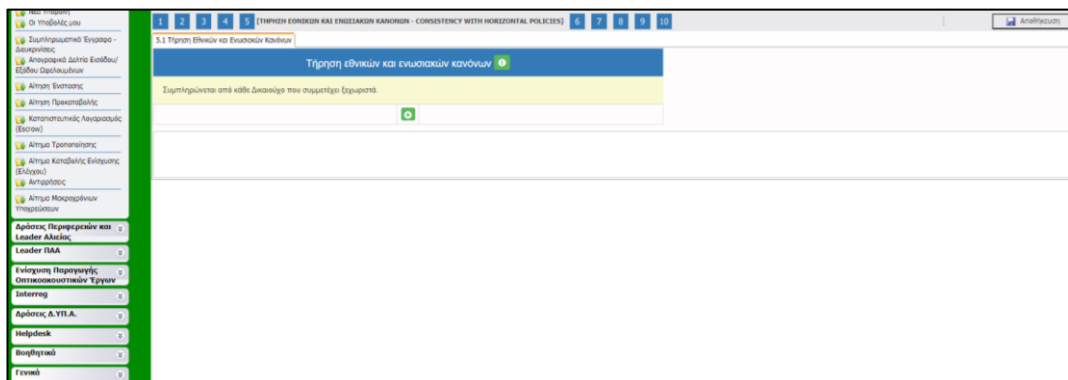 Νέα Υποβολή
Οι Υποβολές μου
Συμπληρωματικά Έγγραφα -
Διευκρινίσεις
Απογραφικά Δελτία Εισόδου/
Εξόδου Ωφελουμένων
Αίτηση Ένστασης
Αίτηση Προκαταβολής
Καταπιστευτικός Λογαριασμός
(Escrow)
Αίτημα Τροποποίησης
Αίτημα Καταβολής Ενίσχυσης
(Ελέγχου)
Αντιρρήσεις
Αίτημα Μακροχρόνιων
Υποχρεώσεων
Δράσεις Περιφερειών και
Leader Αλιείας
Leader ΠΑΑ
Ενίσχυση Παραγωγής
Οπτικοακουστικών Έργων
Interreg
Δράσεις Δ.ΥΠ.Α.
Helpdesk
Βοηθητικά
Γενικά
1 2 3 4 5 [ΤΗΡΗΣΗ ΕΘΝΙΚΩΝ ΚΑΙ ΕΝΩΣΙΑΚΩΝ ΚΑΝΟΝΩΝ - CONSISTENCY WITH HORIZONTAL POLICIES] 6 7 8 9 10
Αποθήκευση
5.1 Τήρηση Εθνικών και Ενωσιακών Κανόνων
Τήρηση εθνικών και ενωσιακών κανόνων
Συμπληρώνεται από κάθε Δικαιούχο που συμμετέχει ξεχωριστά.